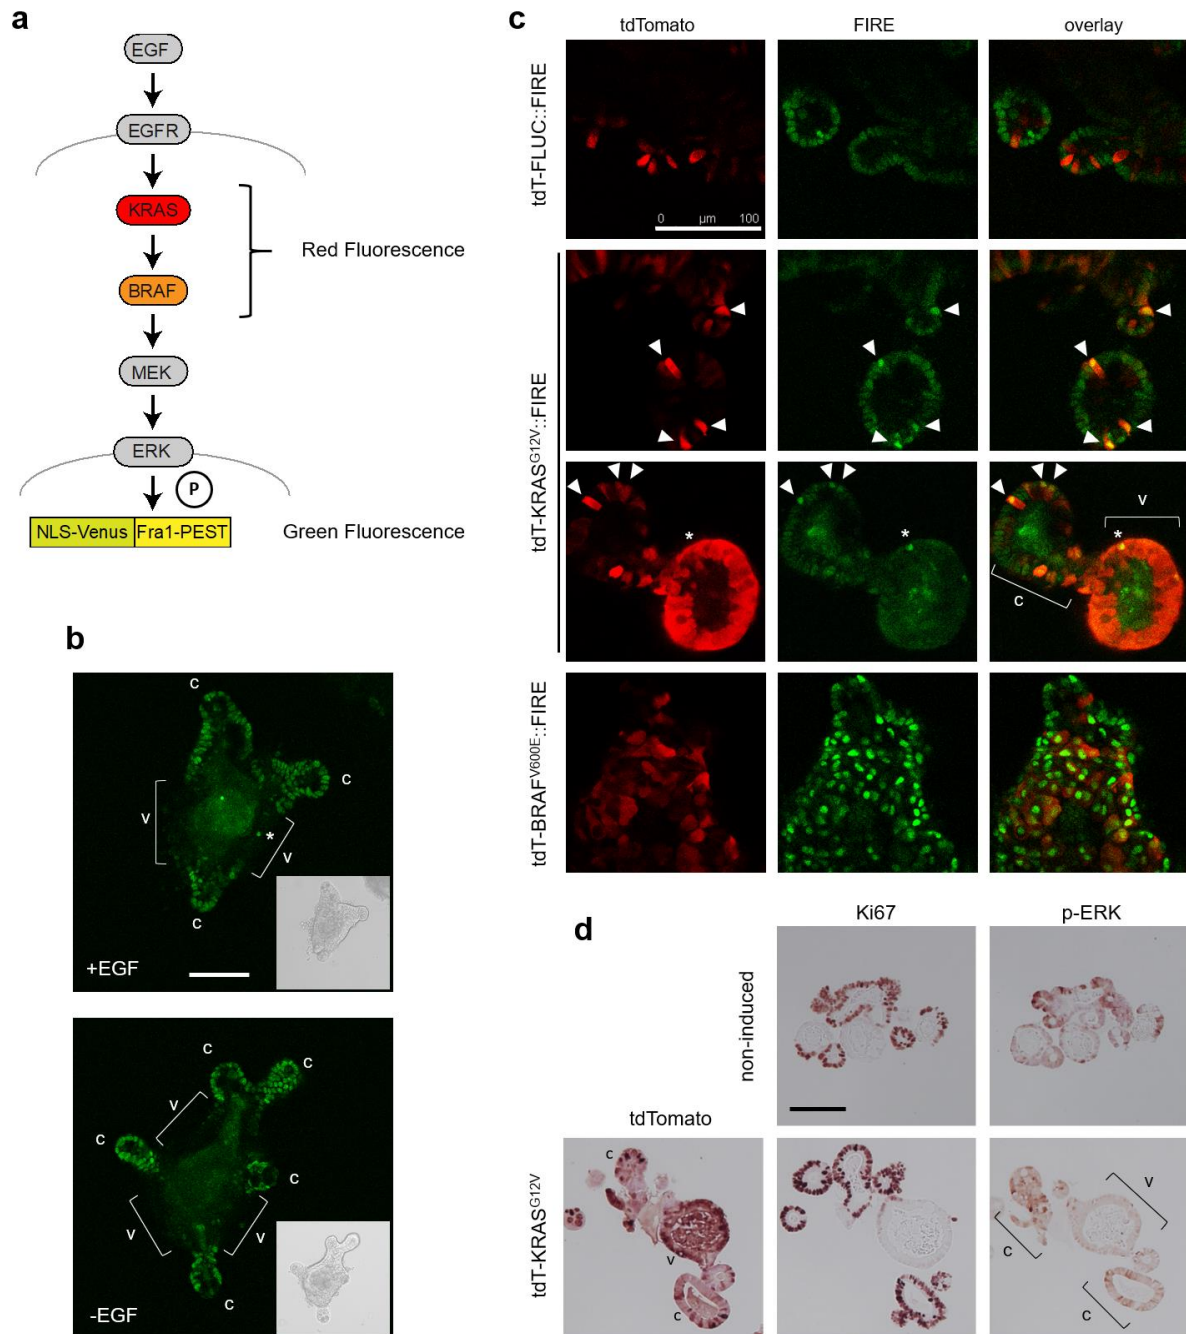 a
EGF
EGFR
KRAS
Red Fluorescence
BRAF
MEK
ERK
P
NLS-Venus Fra1-PEST
Green Fluorescence
b
c
v
c
*
v
c
+EGF
c
c
v
c
c
v
v
c
-EGF
c
tdTomato FIRE overlay
tdT-FLUC::FIRE
0 µm 100
tdT-KRASG12V::FIRE
*
*
*
v
c
tdT-BRAFV600E::FIRE
d
Ki67 p-ERK
non-induced
tdTomato
tdT-KRASG12V
c
v
c
v
c
c